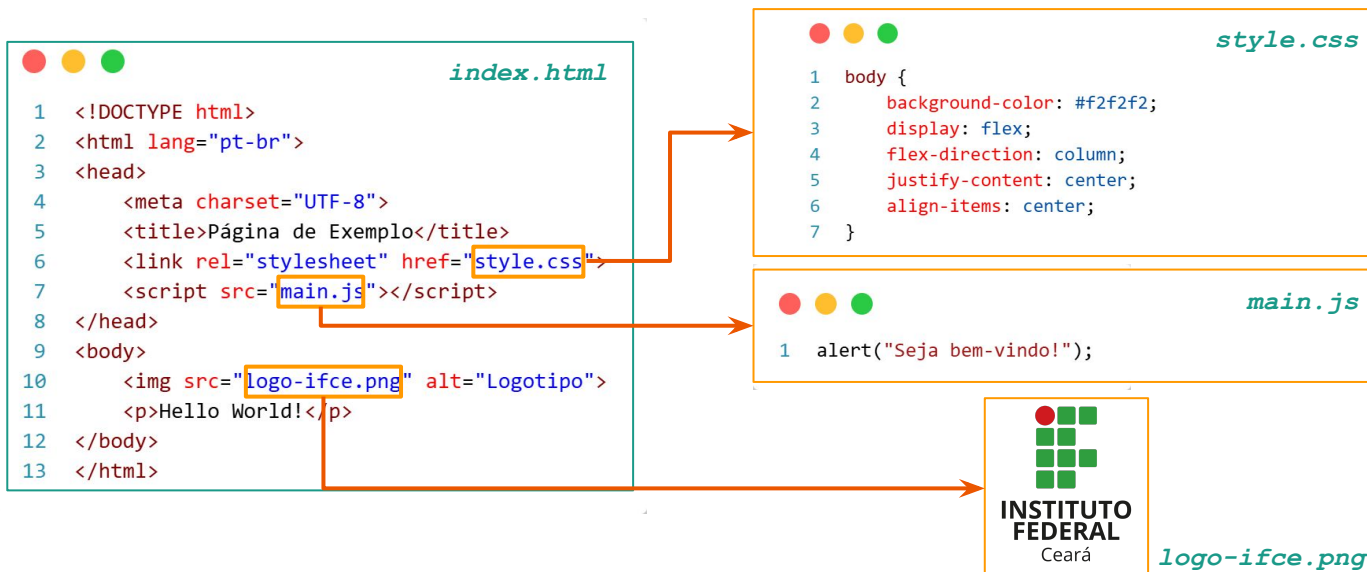 index.html
1 <!DOCTYPE html>
2 <html lang="pt-br">
3 <head>
4     <meta charset="UTF-8">
5     <title>Página de Exemplo</title>
6     <link rel="stylesheet" href="style.css">
7     <script src="main.js"></script>
8 </head>
9 <body>
10     <img src="logo-ifce.png" alt="Logotipo">
11     <p>Hello World!</p>
12 </body>
13 </html>
style.css
1 body {
2     background-color: #f2f2f2;
3     display: flex;
4     flex-direction: column;
5     justify-content: center;
6     align-items: center;
7 }
main.js
1 alert("Seja bem-vindo!");
INSTITUTO
FEDERAL
Ceará
logo-ifce.png